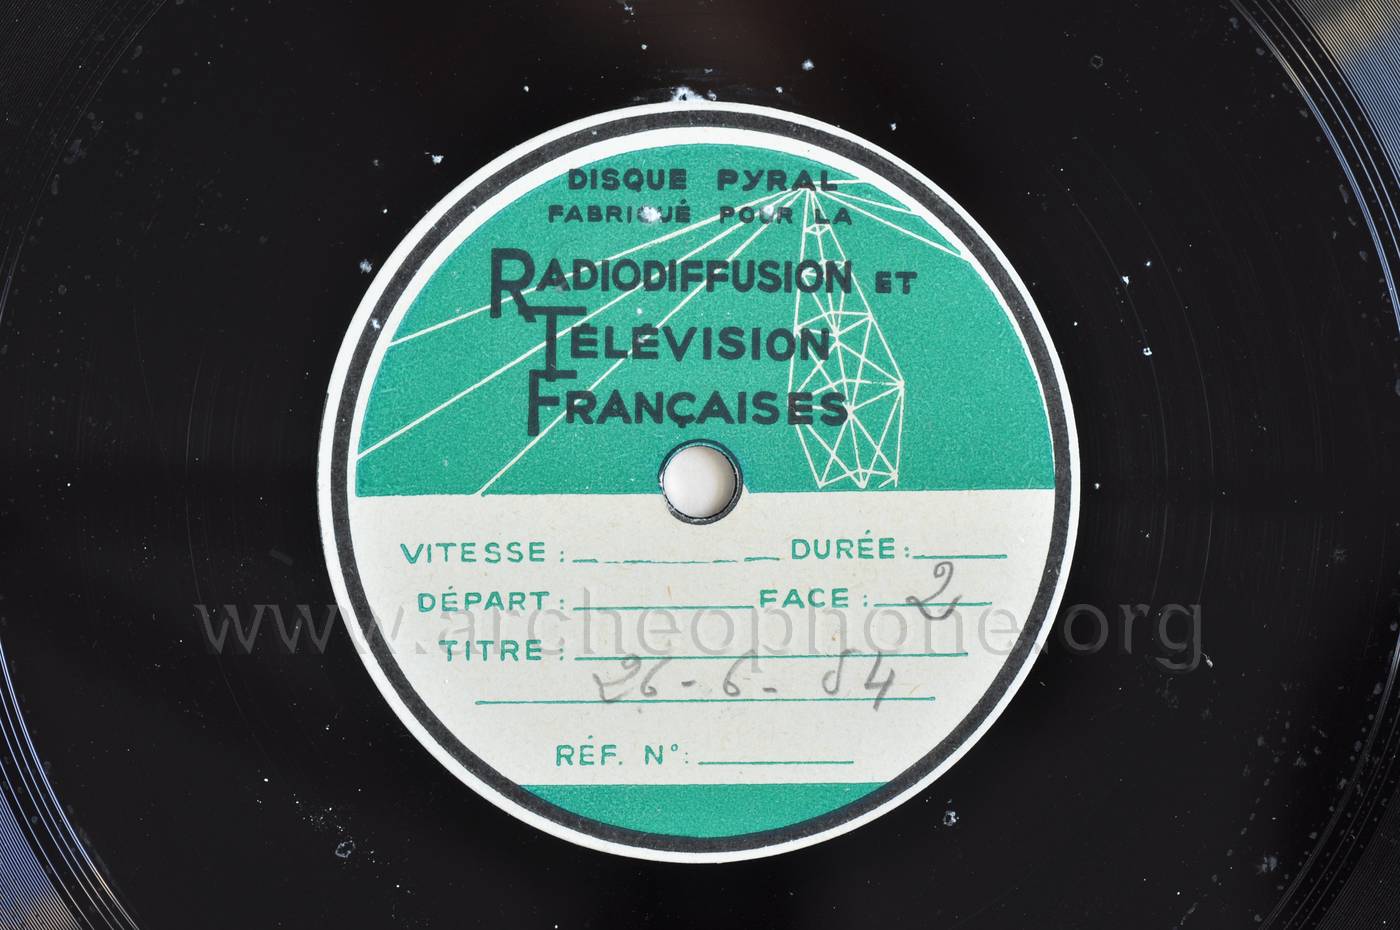 DISQUE PYRAL
FABRIQUÉ POUR LA
RADIODIFFUSION ET
TÉLÉVISION
FRANÇAISES
VITESSE : DURÉE :
DÉPART : FACE : 2
www.archeophone.org
TITRE :
26 - 6 - 54
RÉF. N° :